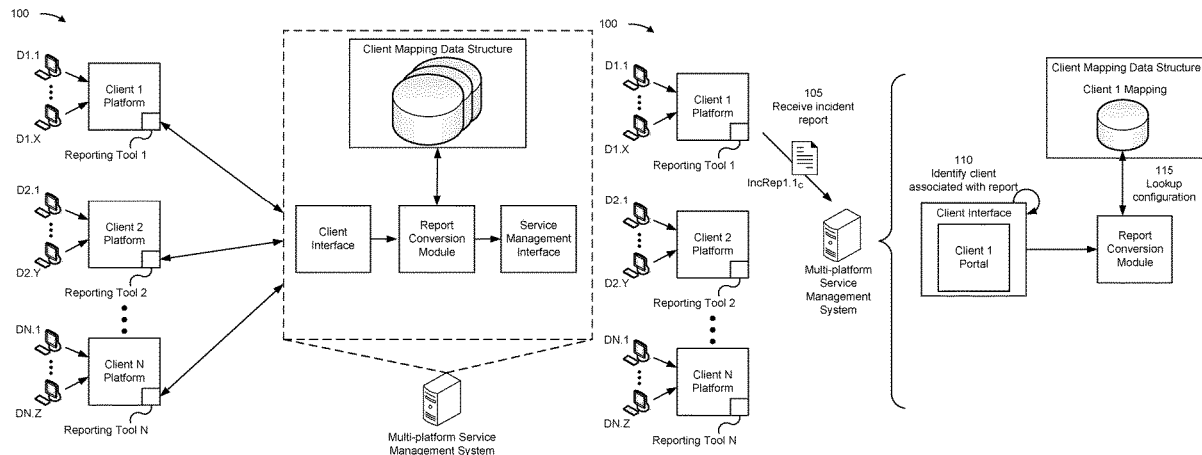 100
D1.1
D1.X
Client 1
Platform
Reporting Tool 1
D2.1
D2.Y
Client 2
Platform
Reporting Tool 2
DN.1
DN.Z
Client N
Platform
Reporting Tool N
Client Mapping Data Structure
Client
Interface
Report
Conversion
Module
Service
Management
Interface
Multi-platform Service
Management System
100
D1.1
D1.X
Client 1
Platform
Reporting Tool 1
D2.1
D2.Y
Client 2
Platform
Reporting Tool 2
DN.1
DN.Z
Client N
Platform
Reporting Tool N
105
Receive incident
report
IncRep1.1C
Multi-platform
Service
Management
System
Client Mapping Data Structure
Client 1 Mapping
110
Identify client
associated with report
115
Lookup
configuration
Client Interface
Client 1
Portal
Report
Conversion
Module